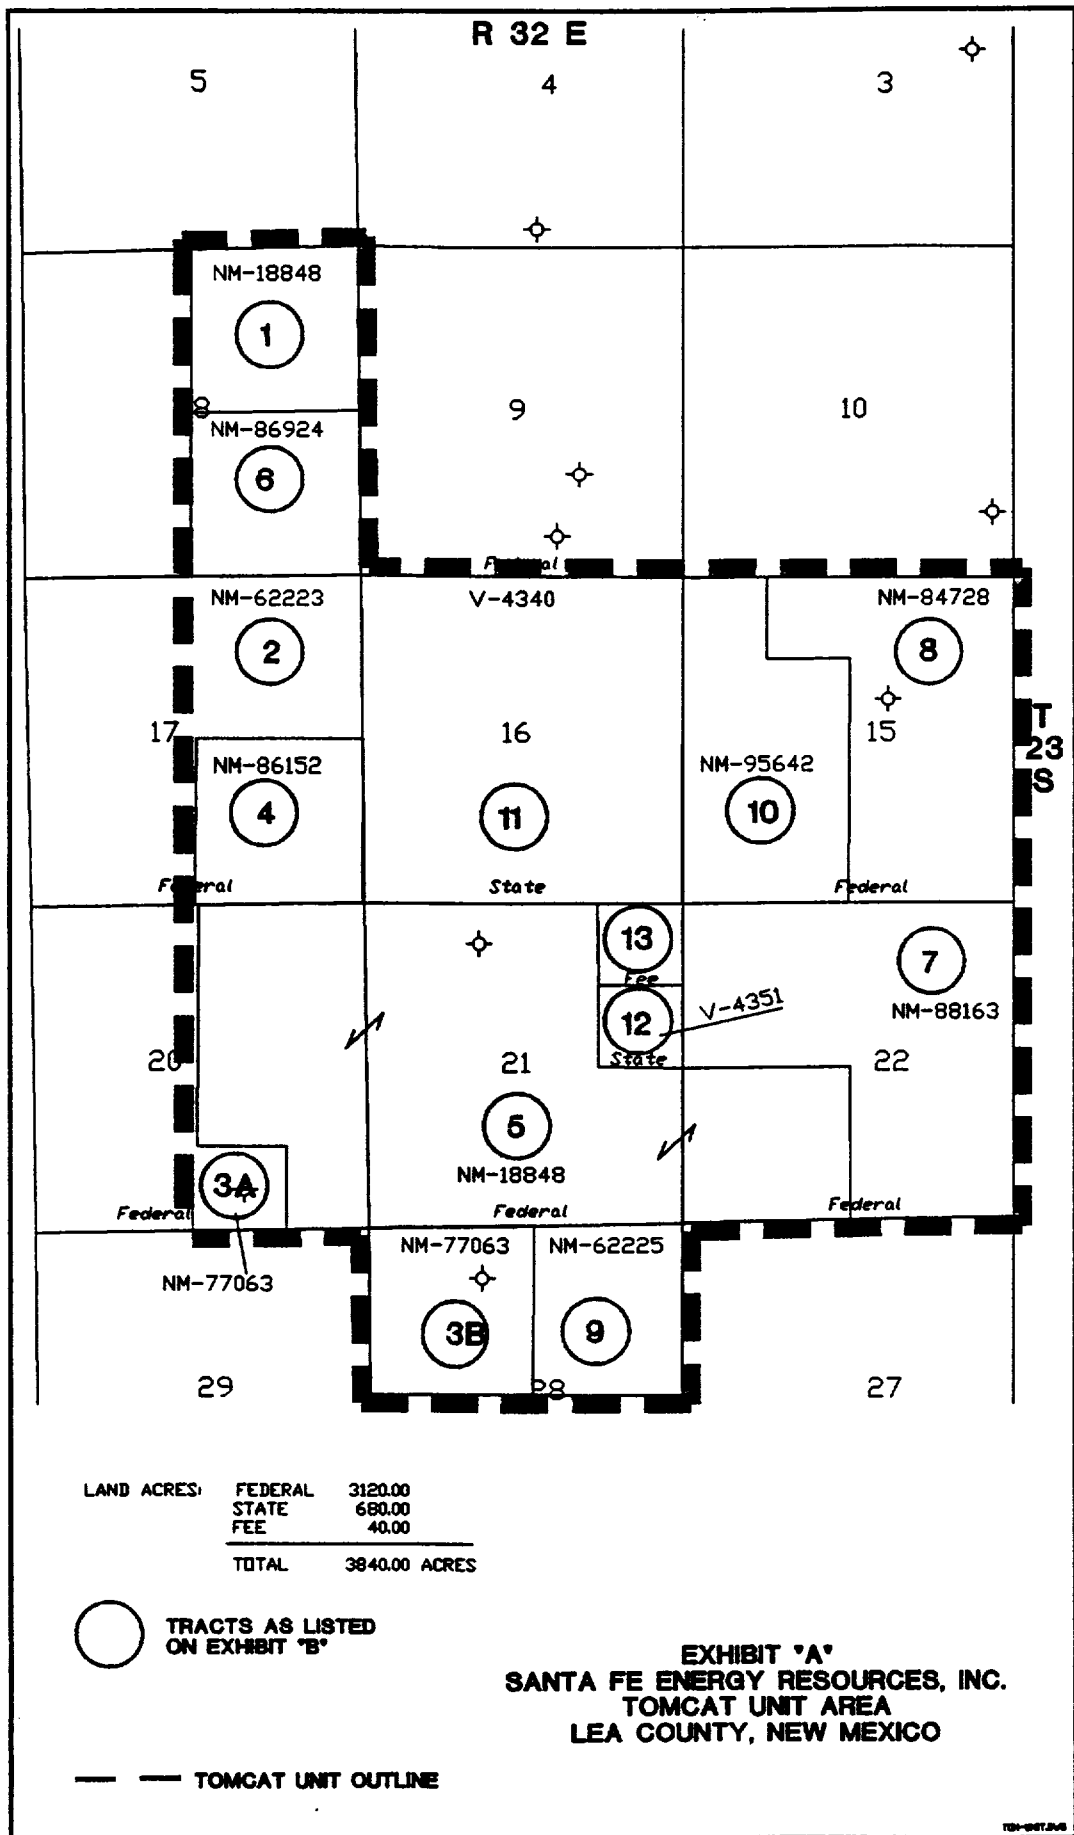 R 32 E
5
4
3
NM-18848
1
8
9
10
NM-86924
6
Federal
NM-62223
V-4340
NM-84728
2
8
17
16
15
T
23
S
NM-86152
NM-95642
4
11
10
Federal
State
Federal
13
Fee
7
12
V-4351
NM-88163
State
20
21
22
5
3A
NM-18848
Federal
Federal
Federal
NM-77063
NM-77063
NM-62225
3B
9
29
28
27
LAND ACRES: FEDERAL 3120.00
STATE 680.00
FEE 40.00
TOTAL 3840.00 ACRES
TRACTS AS LISTED
ON EXHIBIT "B"
EXHIBIT "A"
SANTA FE ENERGY RESOURCES, INC.
TOMCAT UNIT AREA
LEA COUNTY, NEW MEXICO
TOMCAT UNIT OUTLINE